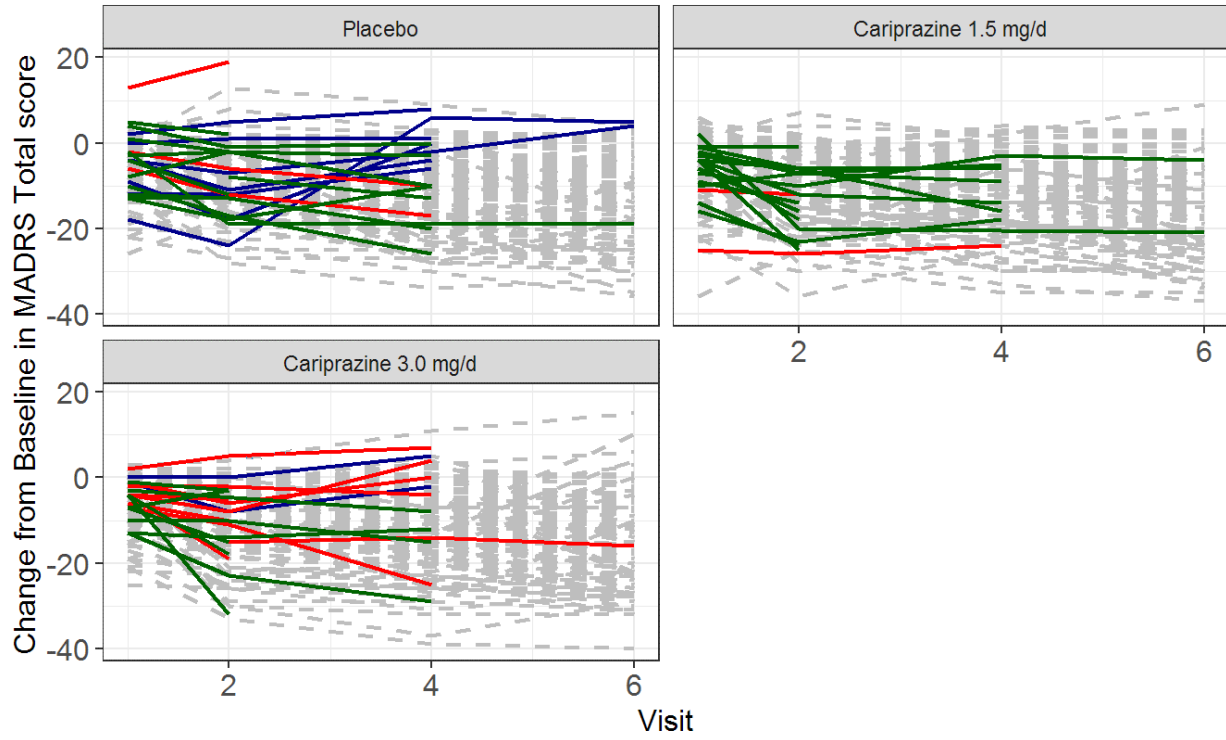 Placebo
Cariprazine 1.5 mg/d
Change from Baseline in MADRS Total score
20
0
-20
-40
2
4
6
Cariprazine 3.0 mg/d
20
0
-20
-40
2
4
6
Visit